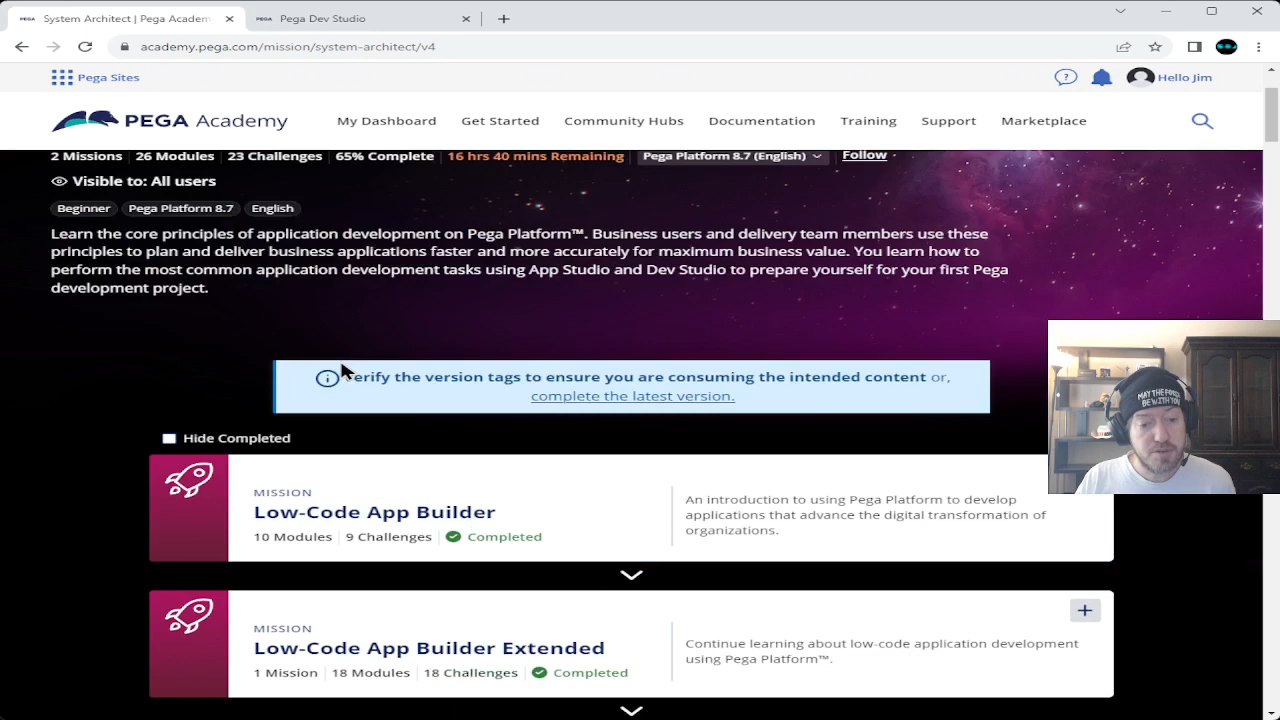 System Architect | Pega Academ
Pega Dev Studio
academy.pega.com/mission/system-architect/v4
Pega Sites
Hello Jim
PEGA Academy
My Dashboard
Get Started
Community Hubs
Documentation
Training
Support
Marketplace
2 Missions
26 Modules
23 Challenges
65% Complete
16 hrs 40 mins Remaining
Pega Platform 8.7 (English)
Follow
Visible to: All users
Beginner
Pega Platform 8.7
English
Learn the core principles of application development on Pega Platform™. Business users and delivery team members use these
principles to plan and deliver business applications faster and more accurately for maximum business value. You learn how to
perform the most common application development tasks using App Studio and Dev Studio to prepare yourself for your first Pega
development project.
erify the version tags to ensure you are consuming the intended content or,
complete the latest version.
Hide Completed
MISSION
Low-Code App Builder
10 Modules
9 Challenges
Completed
An introduction to using Pega Platform to develop
applications that advance the digital transformation of
organizations.
MISSION
Low-Code App Builder Extended
1 Mission
18 Modules
18 Challenges
Completed
Continue learning about low-code application development
using Pega Platform™.
MAY THE FORCE
BE WITH YOU